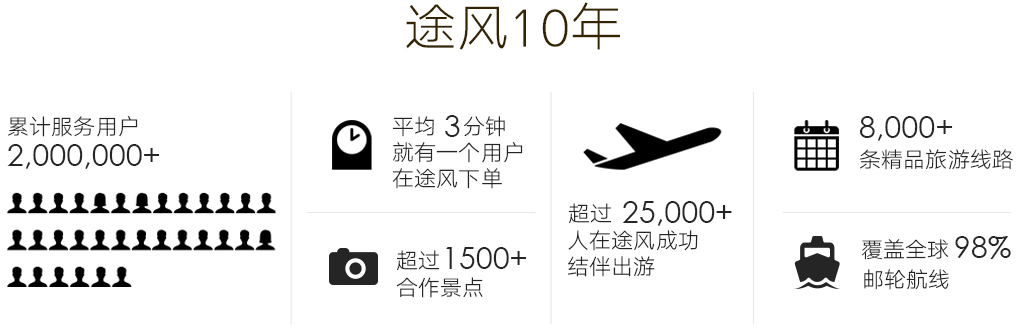 途风10年
累计服务用户
2,000,000+
平均 3分钟
就有一个用户
在途风下单
超过1500+
合作景点
超过 25,000+
人在途风成功
结伴出游
8,000+
条精品旅游线路
覆盖全球 98%
邮轮航线